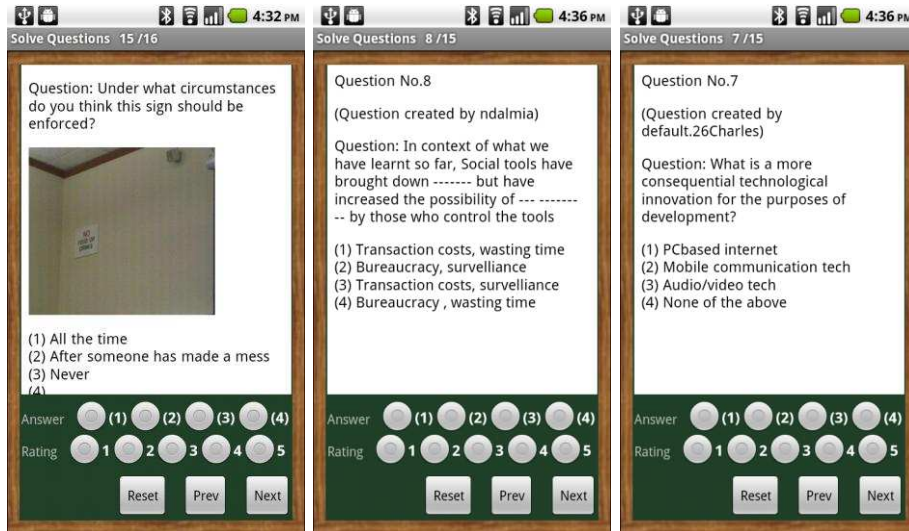 4:32 PM
Solve Questions 15 /16
Question: Under what circumstances
do you think this sign should be
enforced?
NO
FOOD OR
DRINKS
(1) All the time
(2) After someone has made a mess
(3) Never
(4)
Answer (1) (2) (3) (4)
Rating 1 2 3 4 5
Reset Prev Next
4:36 PM
Solve Questions 8 /15
Question No.8
(Question created by ndalmia)
Question: In context of what we
have learnt so far, Social tools have
brought down ------- but have
increased the possibility of --- -------
-- by those who control the tools
(1) Transaction costs, wasting time
(2) Bureaucracy, survelliance
(3) Transaction costs, survelliance
(4) Bureaucracy , wasting time
Answer (1) (2) (3) (4)
Rating 1 2 3 4 5
Reset Prev Next
4:36 PM
Solve Questions 7 /15
Question No.7
(Question created by
default.26Charles)
Question: What is a more
consequential technological
innovation for the purposes of
development?
(1) PCbased internet
(2) Mobile communication tech
(3) Audio/video tech
(4) None of the above
Answer (1) (2) (3) (4)
Rating 1 2 3 4 5
Reset Prev Next